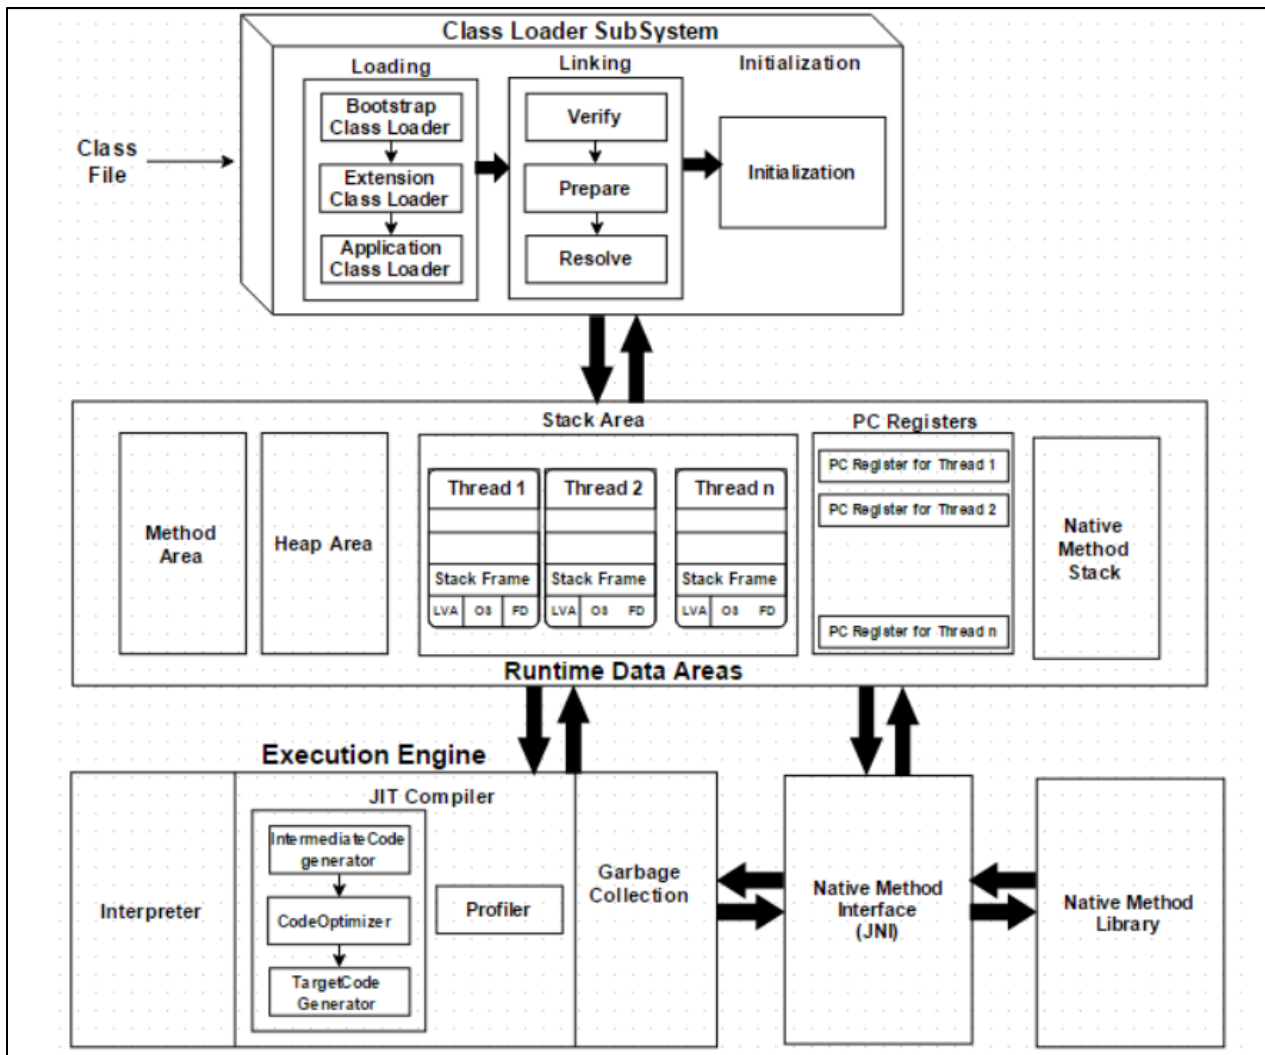 Class Loader SubSystem
Loading
Linking
Initialization
Bootstrap
Class Loader
Extension
Class Loader
Application
Class Loader
Verify
Prepare
Resolve
Initialization
Class
File
Stack Area
PC Registers
Method
Area
Heap Area
Thread 1
Stack Frame
LVA OS FD
Thread 2
Stack Frame
LVA OS FD
Thread n
Stack Frame
LVA OS FD
PC Register for Thread 1
PC Register for Thread 2
PC Register for Thread n
Native
Method
Stack
Runtime Data Areas
Execution Engine
Interpreter
JIT Compiler
IntermediateCode
generator
CodeOptimizer
TargetCode
Generator
Profiler
Garbage
Collection
Native Method
Interface
(JNI)
Native Method
Library